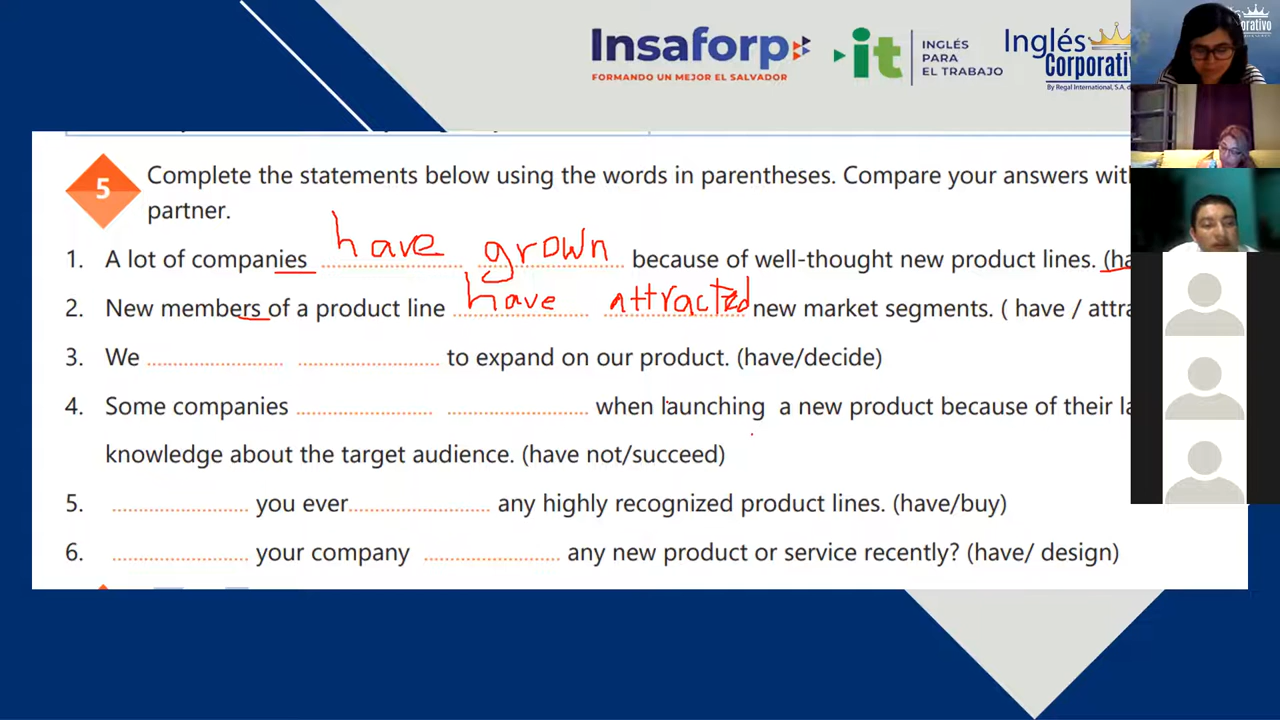 Insaforp
FORMANDO UN MEJOR EL SALVADOR
it
INGLÉS
PARA
EL TRABAJO
Inglés
Corporativo
By Regal International, S.A. d
5
Complete the statements below using the words in parentheses. Compare your answers with
partner.
1. A lot of companies have grown because of well-thought new product lines. (ha
2. New members of a product line have attracted new market segments. ( have / attra
3. We to expand on our product. (have/decide)
4. Some companies when launching a new product because of their la
knowledge about the target audience. (have not/succeed)
5. you ever any highly recognized product lines. (have/buy)
6. your company any new product or service recently? (have/ design)